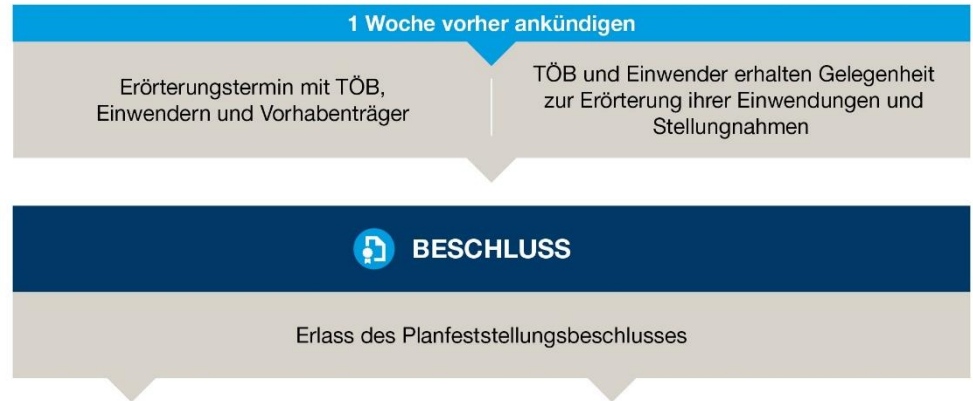 1 Woche vorher ankündigen
Erörterungstermin mit TÖB,
Einwendern und Vorhabenträger
TÖB und Einwender erhalten Gelegenheit
zur Erörterung ihrer Einwendungen und
Stellungnahmen
BESCHLUSS
Erlass des Planfeststellungsbeschlusses